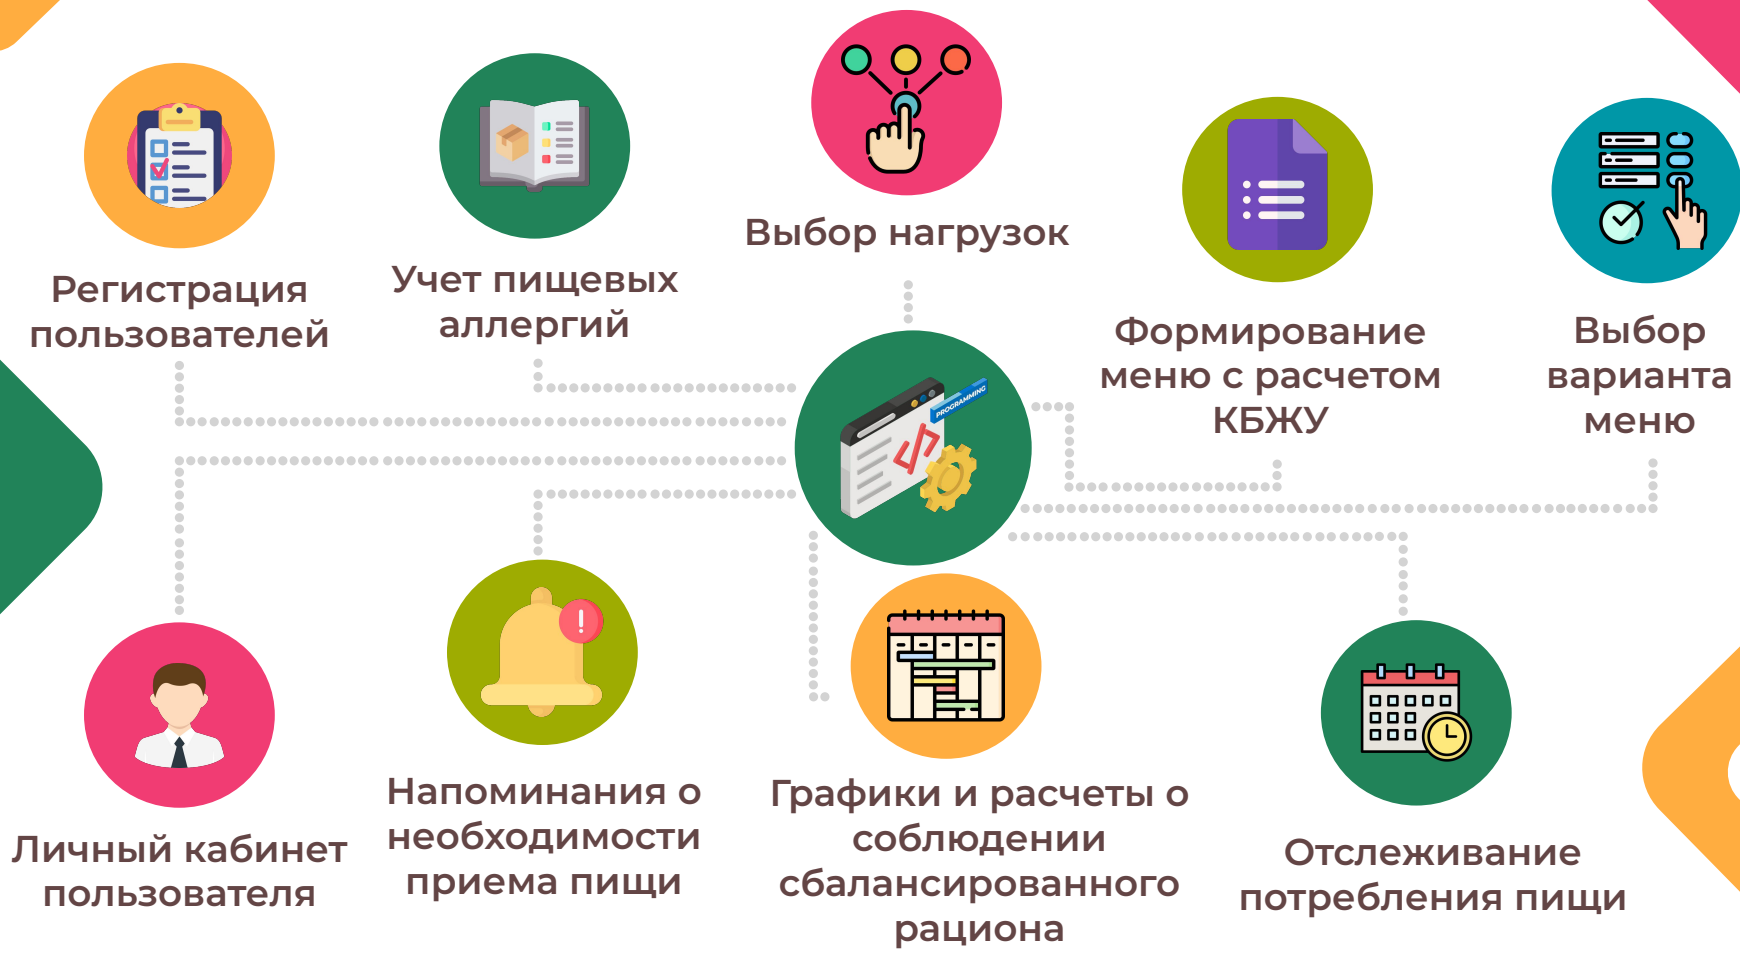 Регистрация
пользователей
Учет пищевых
аллергий
Выбор нагрузок
Формирование
меню с расчетом
КБЖУ
Выбор
варианта
меню
PROGRAMMING
Личный кабинет
пользователя
Напоминания о
необходимости
приема пищи
Графики и расчеты о
соблюдении
сбалансированного
рациона
Отслеживание
потребления пищи